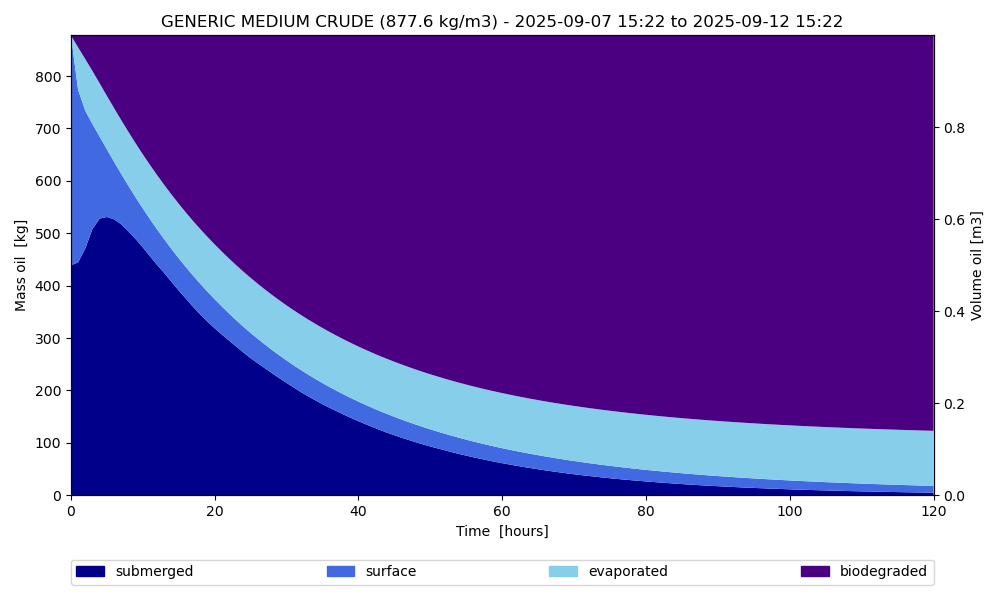 GENERIC MEDIUM CRUDE (877.6 kg/m3) - 2025-09-07 15:22 to 2025-09-12 15:22
Mass oil [kg]
800
700
600
500
400
300
200
100
0
0.8
0.6
0.4
0.2
0.0
Volume oil [m3]
0 20 40 60 80 100 120
Time [hours]
submerged surface evaporated biodegraded